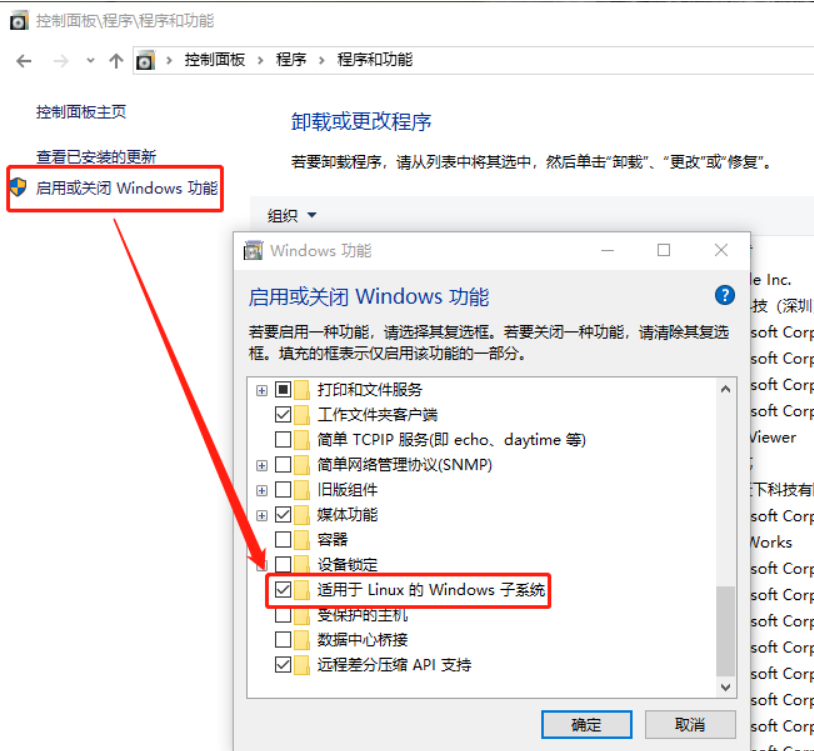 控制面板\程序\程序和功能
控制面板 › 程序 › 程序和功能
控制面板主页
查看已安装的更新
启用或关闭 Windows 功能
卸载或更改程序
若要卸载程序，请从列表中将其选中，然后单击“卸载”、“更改”或“修复”。
组织
Windows 功能
启用或关闭 Windows 功能
若要启用一种功能，请选择其复选框。若要关闭一种功能，请清除其复选
框。填充的框表示仅启用该功能的一部分。
打印和文件服务
工作文件夹客户端
简单 TCPIP 服务(即 echo、daytime 等)
简单网络管理协议(SNMP)
旧版组件
媒体功能
容器
设备锁定
适用于 Linux 的 Windows 子系统
受保护的主机
数据中心桥接
远程差分压缩 API 支持
确定
取消
le Inc.
技（深圳
soft Corp
soft Corp
soft Corp
soft Corp
Viewer
下科技有
soft Corp
Works
soft Corp
soft Corp
soft Corp
soft Corp
soft Corp
soft Corp
soft Corp